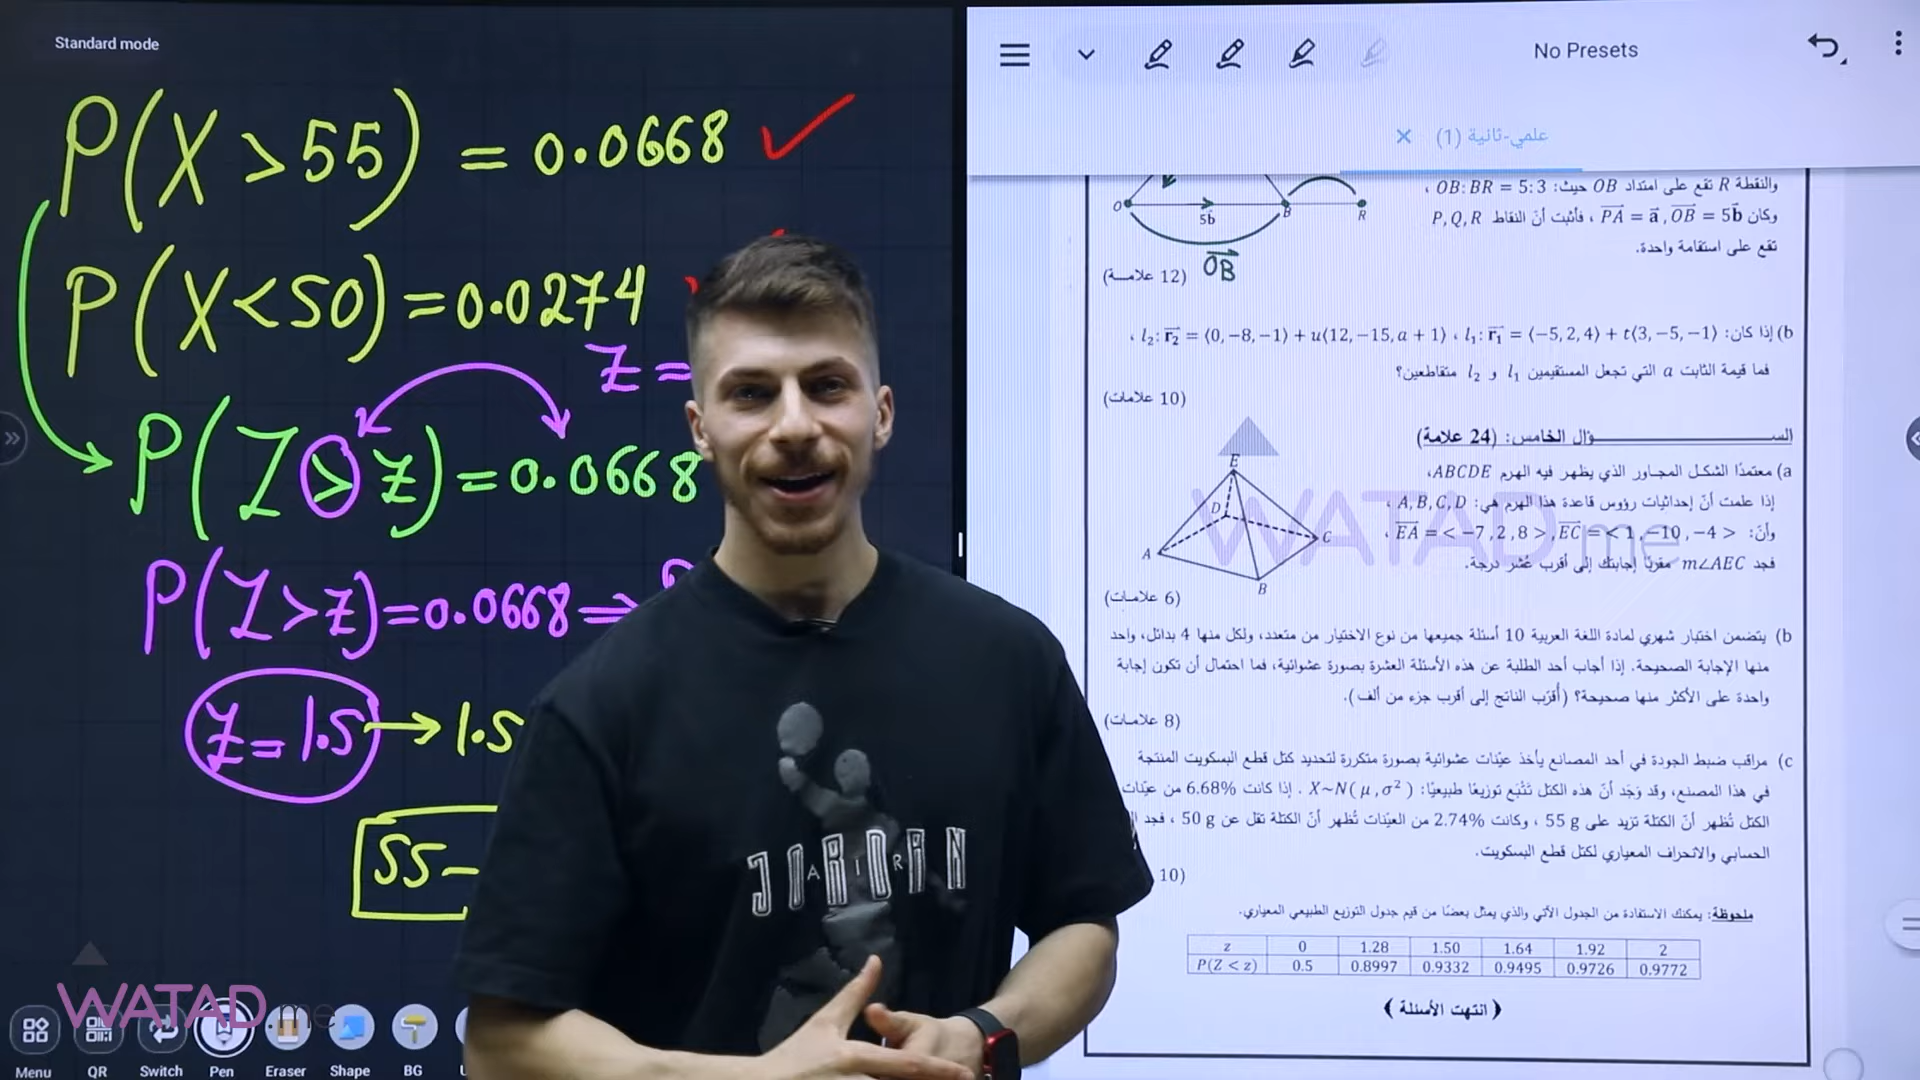 Standard mode
P(X > 55) = 0.0668
P(X < 50) = 0.0274
Z =
P(Z > z) = 0.0668
P(Z > z) = 0.0668 ⇒
z = 1.5 → 1.5
55 -
WATAD.me
Menu
QR
Switch
Pen
Eraser
Shape
BG
JORDAN
AIR
No Presets
علمي-ثانية (1)
والنقطة R تقع على امتداد OB حيث: OB: BR = 5: 3 ،
وكان PA = a, OB = 5b ، فأثبت أنّ النقاط P, Q, R
تقع على استقامة واحدة.
(12 علامة)
O
5b
B
R
OB
b) إذا كان: l₁: r₁ = ⟨−5, 2, 4⟩ + t⟨3, −5, −1⟩ ، l₂: r₂ = ⟨0, −8, −1⟩ + u⟨12, −15, a + 1⟩ ،
فما قيمة الثابت a التي تجعل المستقيمين l₁ و l₂ متقاطعين؟
(10 علامات)
الســـؤال الخامس: (24 علامة)
a) معتمدًا الشكل المجاور الذي يظهر فيه الهرم ABCDE،
إذا علمت أنّ إحداثيات رؤوس قاعدة هذا الهرم هي: A, B, C, D ،
وأنّ: EA = < −7 , 2 , 8 > , EC = < 1 , −10 , −4 > ،
فجد m∠AEC مقربًا إجابتك إلى أقرب عُشر درجة.
(6 علامات)
E
D
C
A
B
WATAD.me
b) يتضمن اختبار شهري لمادة اللغة العربية 10 أسئلة جميعها من نوع الاختيار من متعدد، ولكل منها 4 بدائل، واحد
منها الإجابة الصحيحة. إذا أجاب أحد الطلبة عن هذه الأسئلة العشرة بصورة عشوائية، فما احتمال أن تكون إجابة
واحدة على الأكثر منها صحيحة؟ (أُقرّب الناتج إلى أقرب جزء من ألف).
(8 علامات)
c) مراقب ضبط الجودة في أحد المصانع يأخذ عيّنات عشوائية بصورة متكررة لتحديد كتل قطع البسكويت المنتجة
في هذا المصنع، وقد وَجَد أنّ هذه الكتل تَتْبَع توزيعًا طبيعيًّا: X~N( μ , σ² ) . إذا كانت 6.68% من عيّنات
الكتل تُظهر أنّ الكتلة تزيد على 55 g ، وكانت 2.74% من العيّنات تُظهر أنّ الكتلة تقل عن 50 g ، فجد
الحسابي والانحراف المعياري لكتل قطع البسكويت.
10)
ملحوظة: يمكنك الاستفادة من الجدول الآتي والذي يمثل بعضًا من قيم جدول التوزيع الطبيعي المعياري.
z 0 1.28 1.50 1.64 1.92 2
P(Z < z) 0.5 0.8997 0.9332 0.9495 0.9726 0.9772
﴿ انتهت الأسئلة ﴾